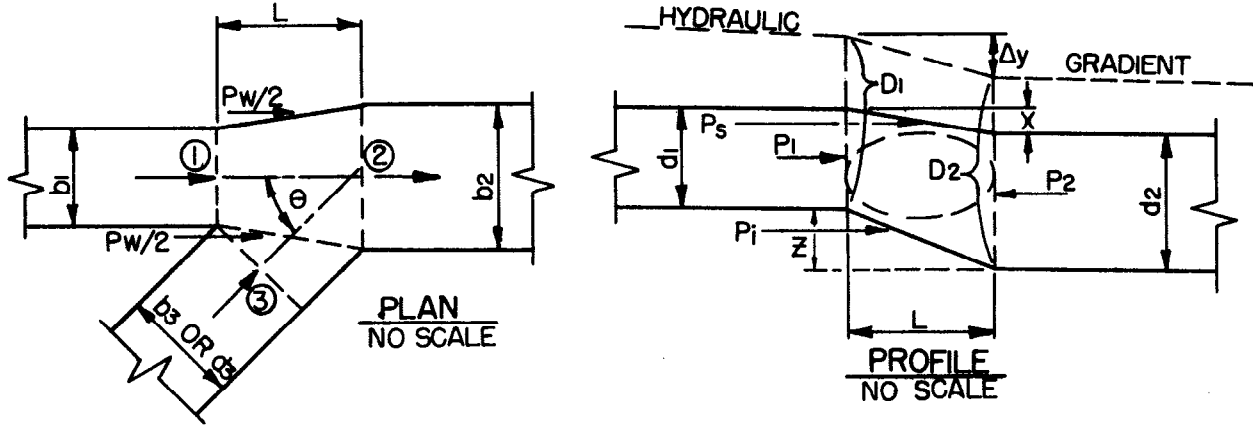 L
Pw/2
b1
①
②
b2
θ
Pw/2
③
b3 OR d3
PLAN
NO SCALE
HYDRAULIC
Δy
GRADIENT
D1
Ps
X
P1
d1
D2
P2
d2
Pi
Z
L
PROFILE
NO SCALE